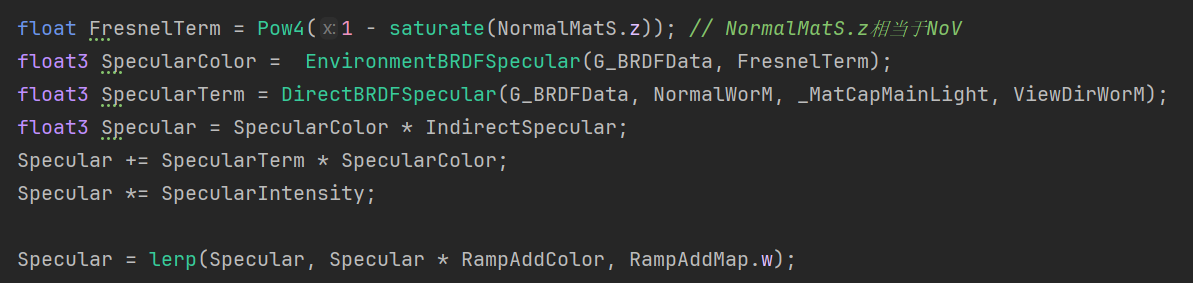 float FresnelTerm = Pow4(x:1 - saturate(NormalMatS.z)); // NormalMatS.z相当于NoV
float3 SpecularColor =  EnvironmentBRDFSpecular(G_BRDFData, FresnelTerm);
float3 SpecularTerm = DirectBRDFSpecular(G_BRDFData, NormalWorM, _MatCapMainLight, ViewDirWorM);
float3 Specular = SpecularColor * IndirectSpecular;
Specular += SpecularTerm * SpecularColor;
Specular *= SpecularIntensity;
Specular = lerp(Specular, Specular * RampAddColor, RampAddMap.w);